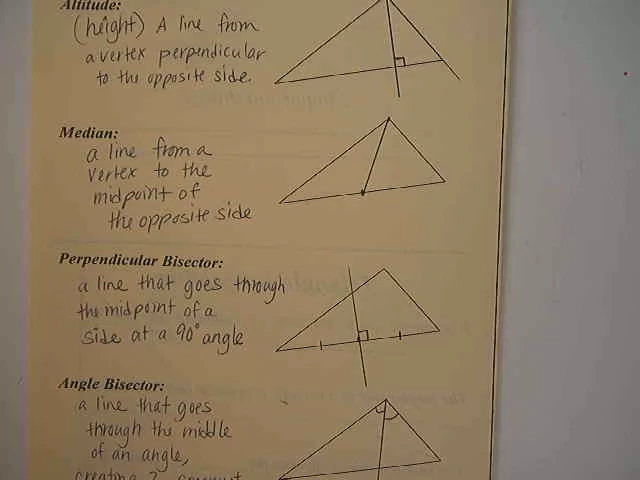 Altitude:
(height) A line from
a vertex perpendicular
to the opposite side.
Median:
a line from a
vertex to the
midpoint of
the opposite side
Perpendicular Bisector:
a line that goes through
the midpoint of a
side at a 90° angle
Angle Bisector:
a line that goes
through the middle
of an angle,
creating 2